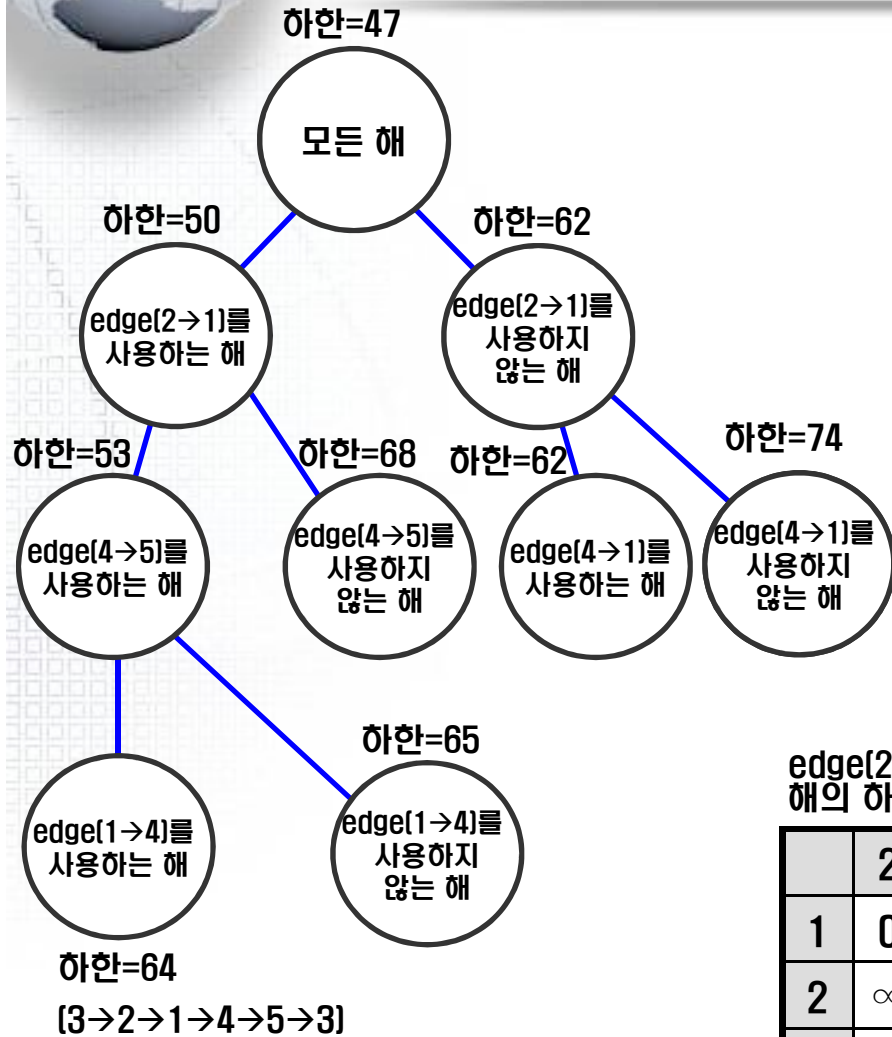 하한=47
모든 해
하한=50
하한=62
edge(2→1)를
사용하는 해
edge(2→1)를
사용하지
않는 해
하한=53
하한=68
하한=62
하한=74
edge(4→5)를
사용하는 해
edge(4→5)를
사용하지
않는 해
edge(4→1)를
사용하는 해
edge(4→1)를
사용하지
않는 해
하한=65
edge(1→4)를
사용하는 해
edge(1→4)를
사용하지
않는 해
하한=64
(3→2→1→4→5→3)
해의
1
2